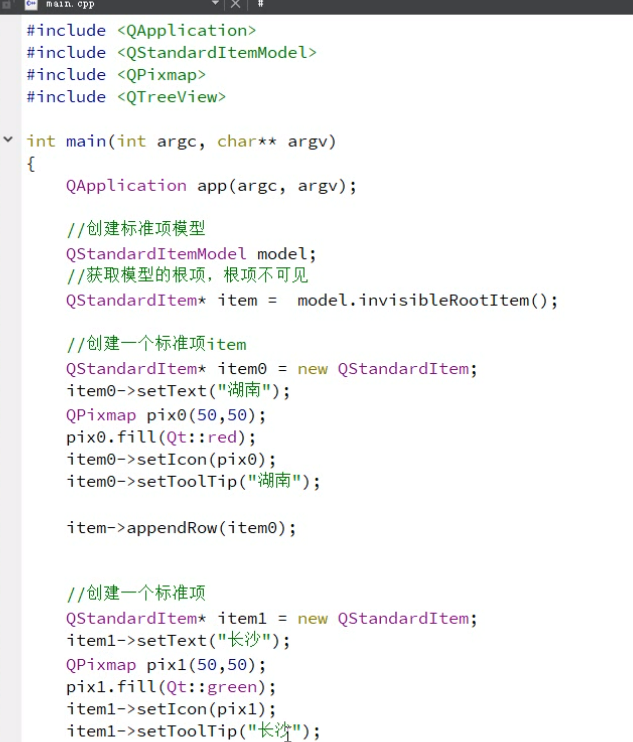 main.cpp
#
#include <QApplication>
#include <QStandardItemModel>
#include <QPixmap>
#include <QTreeView>
int main(int argc, char** argv)
{
QApplication app(argc, argv);
//创建标准项模型
QStandardItemModel model;
//获取模型的根项，根项不可见
QStandardItem* item =  model.invisibleRootItem();
//创建一个标准项item
QStandardItem* item0 = new QStandardItem;
item0->setText("湖南");
QPixmap pix0(50,50);
pix0.fill(Qt::red);
item0->setIcon(pix0);
item0->setToolTip("湖南");
item->appendRow(item0);
//创建一个标准项
QStandardItem* item1 = new QStandardItem;
item1->setText("长沙");
QPixmap pix1(50,50);
pix1.fill(Qt::green);
item1->setIcon(pix1);
item1->setToolTip("长沙");